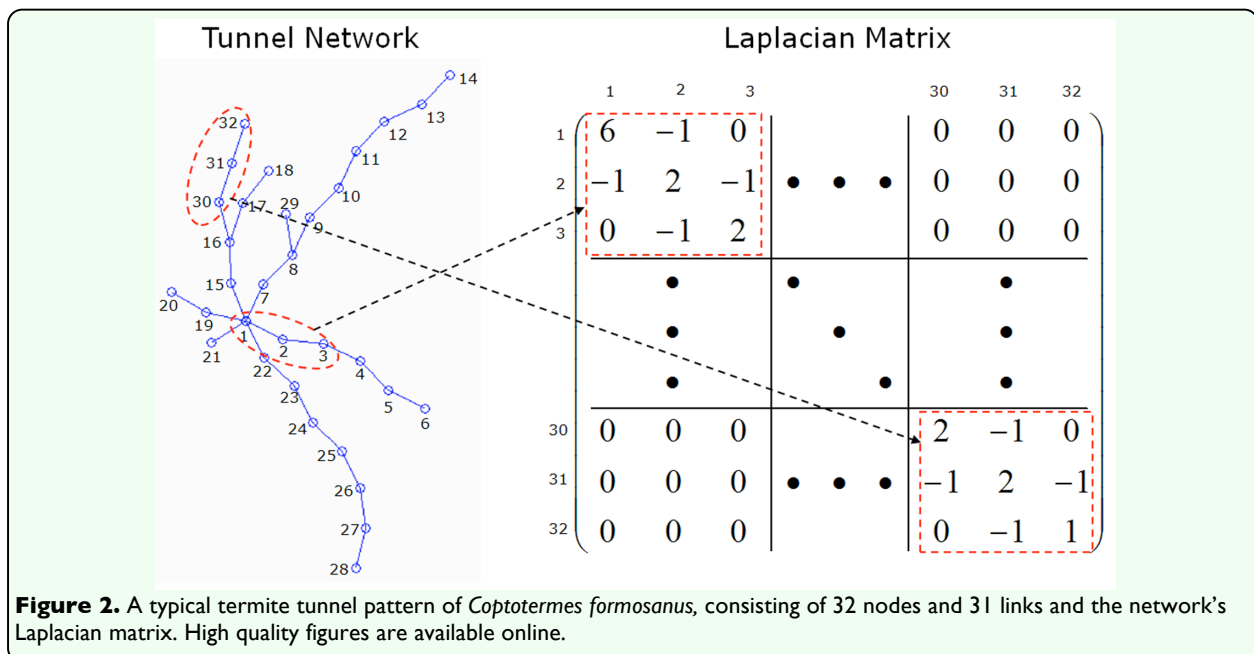 Tunnel Network
Laplacian Matrix
14
13
12
11
10
9
32
31
30
18
17
29
16
8
15
7
20
19
21
1
2
3
22
4
5
6
23
24
25
26
27
28
1 2 3 30 31 32
1 6 −1 0 0 0 0
2 −1 2 −1 • • • 0 0 0
3 0 −1 2 0 0 0
• • •
• • •
• • •
30 0 0 0 2 −1 0
31 0 0 0 • • • −1 2 −1
32 0 0 0 0 −1 1
Figure 2. A typical termite tunnel pattern of Coptotermes formosanus, consisting of 32 nodes and 31 links and the network's
Laplacian matrix. High quality figures are available online.